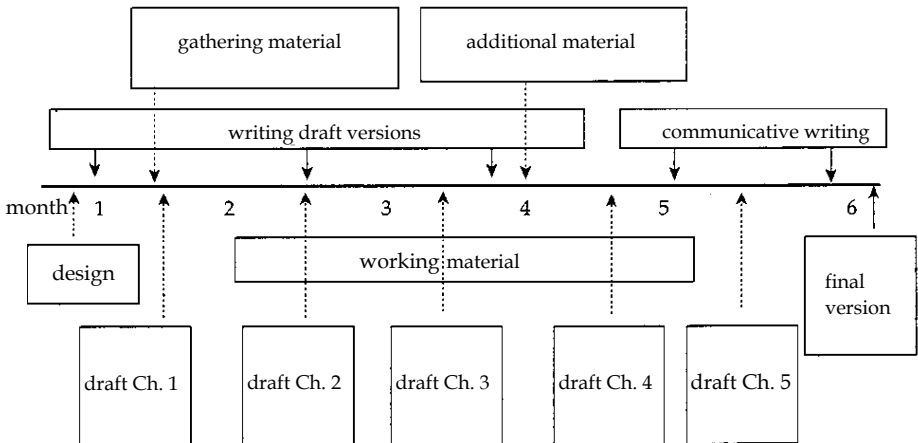 gathering material
additional material
writing draft versions
communicative writing
month 1 2 3 4 5 6
design
working material
final
version
draft Ch. 1
draft Ch. 2
draft Ch. 3
draft Ch. 4
draft Ch. 5